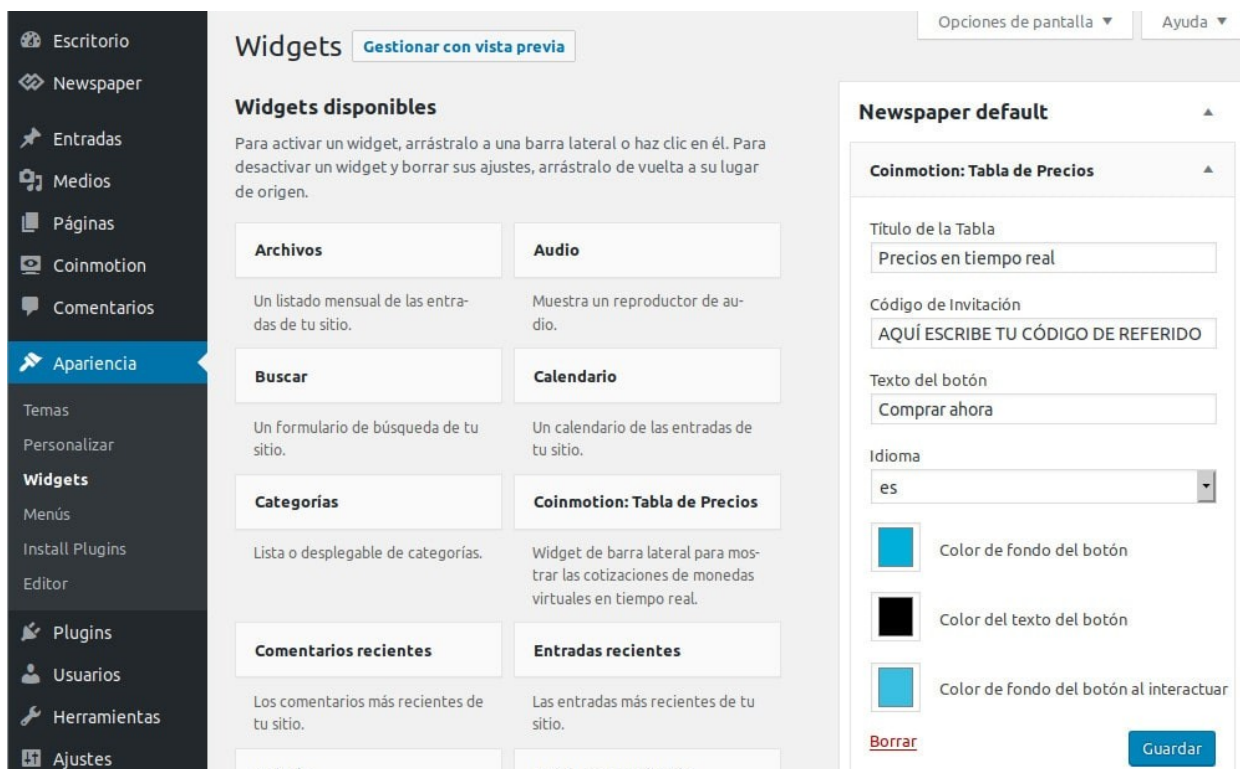 Escritorio
Newspaper
Entradas
Medios
Páginas
Coinmotion
Comentarios
Apariencia
Temas
Personalizar
Widgets
Menús
Install Plugins
Editor
Plugins
Usuarios
Herramientas
Ajustes
Opciones de pantalla
Ayuda
Widgets
Gestionar con vista previa
Widgets disponibles
Para activar un widget, arrástralo a una barra lateral o haz clic en él. Para
desactivar un widget y borrar sus ajustes, arrástralo de vuelta a su lugar
de origen.
Archivos
Un listado mensual de las entra-
das de tu sitio.
Audio
Muestra un reproductor de au-
dio.
Buscar
Un formulario de búsqueda de tu
sitio.
Calendario
Un calendario de las entradas de
tu sitio.
Categorías
Lista o desplegable de categorías.
Coinmotion: Tabla de Precios
Widget de barra lateral para mos-
trar las cotizaciones de monedas
virtuales en tiempo real.
Comentarios recientes
Los comentarios más recientes de
tu sitio.
Entradas recientes
Las entradas más recientes de tu
sitio.
Newspaper default
Coinmotion: Tabla de Precios
Título de la Tabla
Precios en tiempo real
Código de Invitación
AQUÍ ESCRIBE TU CÓDIGO DE REFERIDO
Texto del botón
Comprar ahora
Idioma
es
Color de fondo del botón
Color del texto del botón
Color de fondo del botón al interactuar
Borrar
Guardar